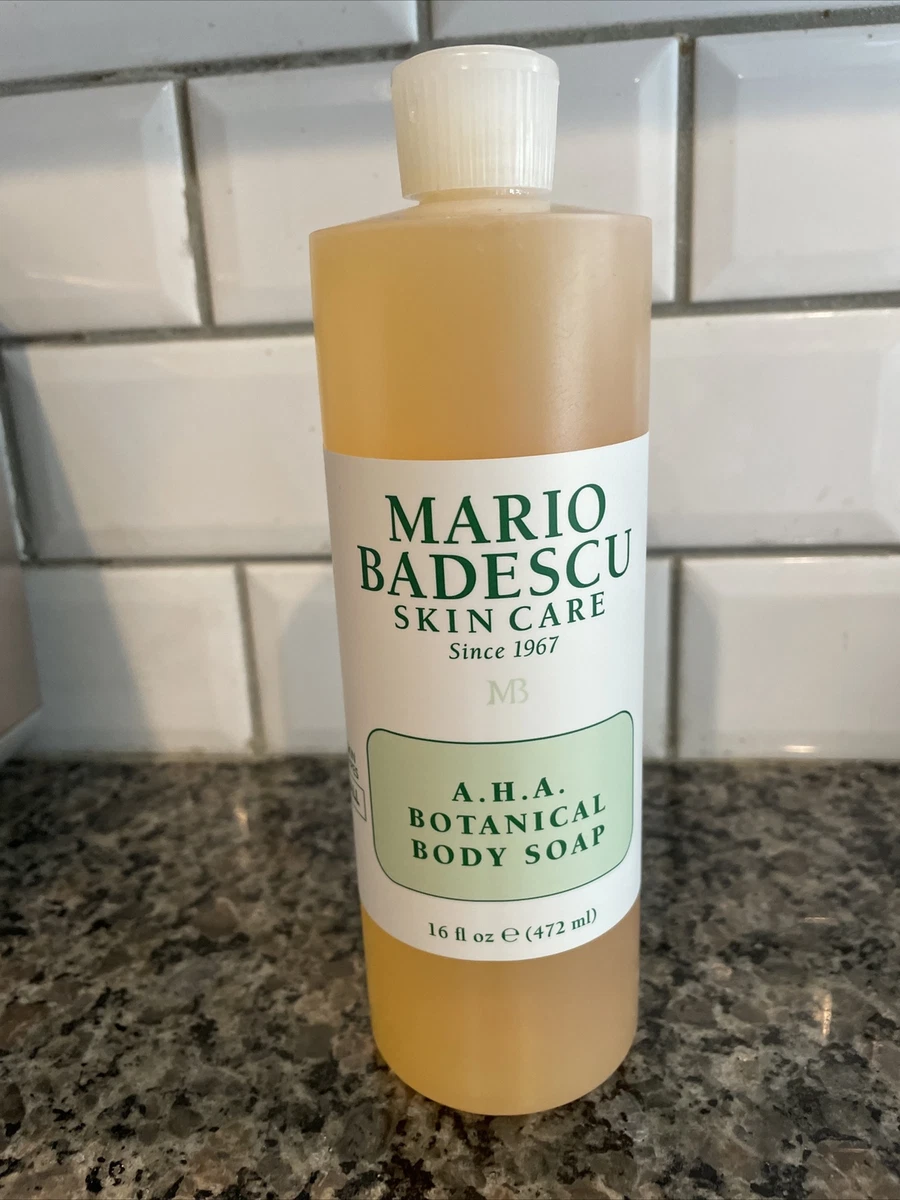 MARIO
BADESCU
SKIN CARE
Since 1967
MB
A.H.A.
BOTANICAL
BODY SOAP
16 fl oz ℮ (472 ml)